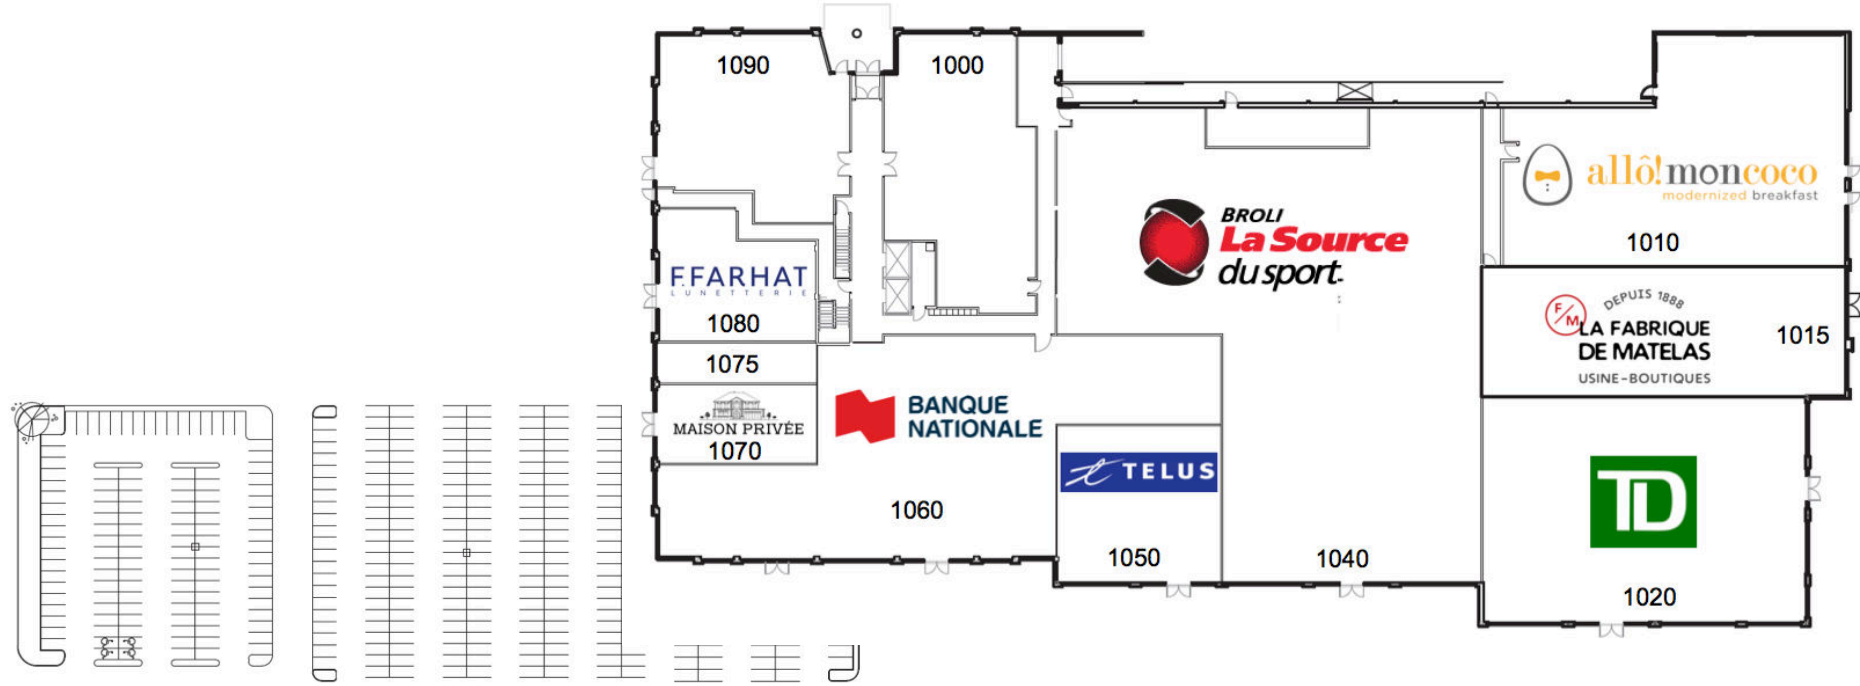 1090
1000
allô!moncoco
modernized breakfast
1010
BROLI
La Source
du sport
F.FARHAT
LUNETTERIE
1080
F/M
DEPUIS 1888
LA FABRIQUE
DE MATELAS
USINE-BOUTIQUES
1015
1075
MAISON PRIVÉE
1070
BANQUE
NATIONALE
1060
TELUS
1050
1040
TD
1020